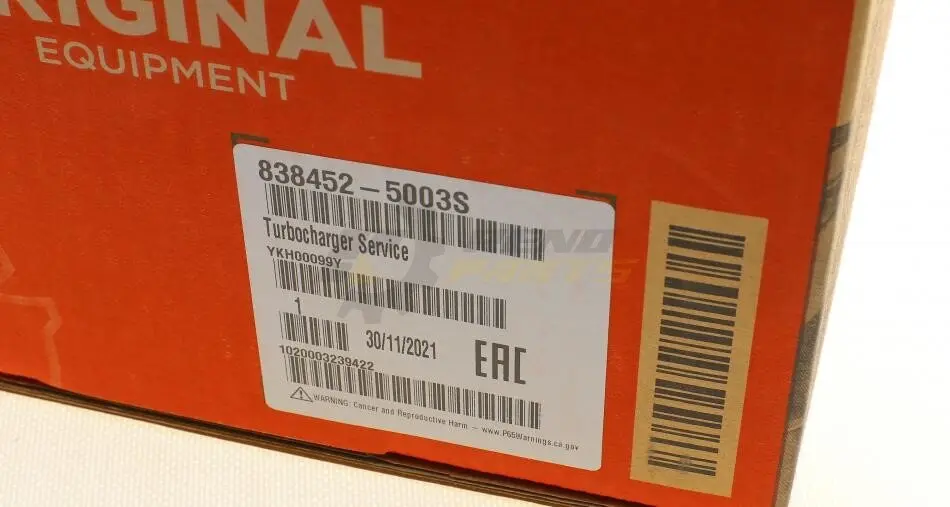 RIGINAL
EQUIPMENT
838452-5003S
Turbocharger Service
YKH00099Y
1
30/11/2021
EAC
1020003239422
WARNING: Cancer and Reproductive Harm - www.P65Warnings.ca.gov
PARTS